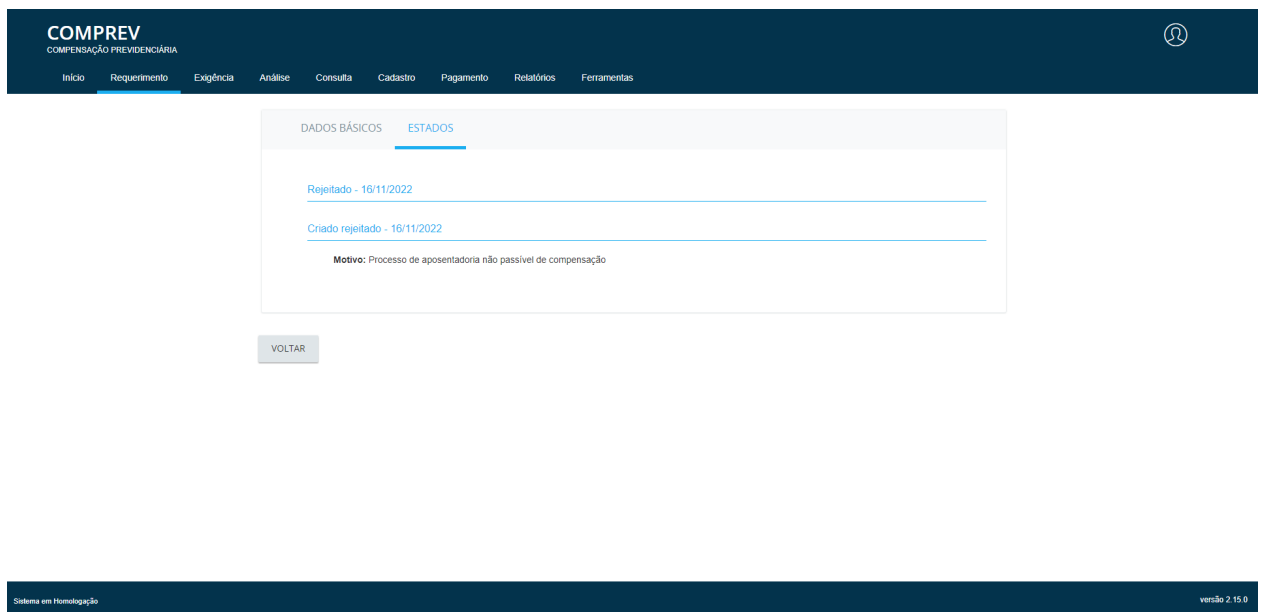 COMPREV
COMPENSAÇÃO PREVIDENCIÁRIA
Início Requerimento Exigência Análise Consulta Cadastro Pagamento Relatórios Ferramentas
DADOS BÁSICOS ESTADOS
Rejeitado - 16/11/2022
Criado rejeitado - 16/11/2022
Motivo: Processo de aposentadoria não passível de compensação
VOLTAR
Sistema em Homologação versão 2.15.0